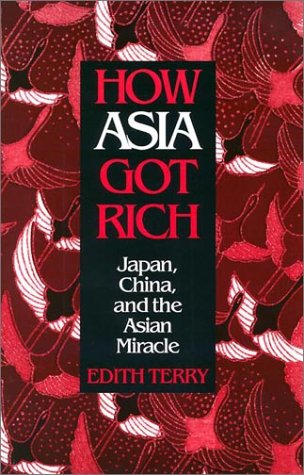 HOW
ASIA
GOT
RICH
Japan,
China,
and the
Asian
Miracle
EDITH TERRY